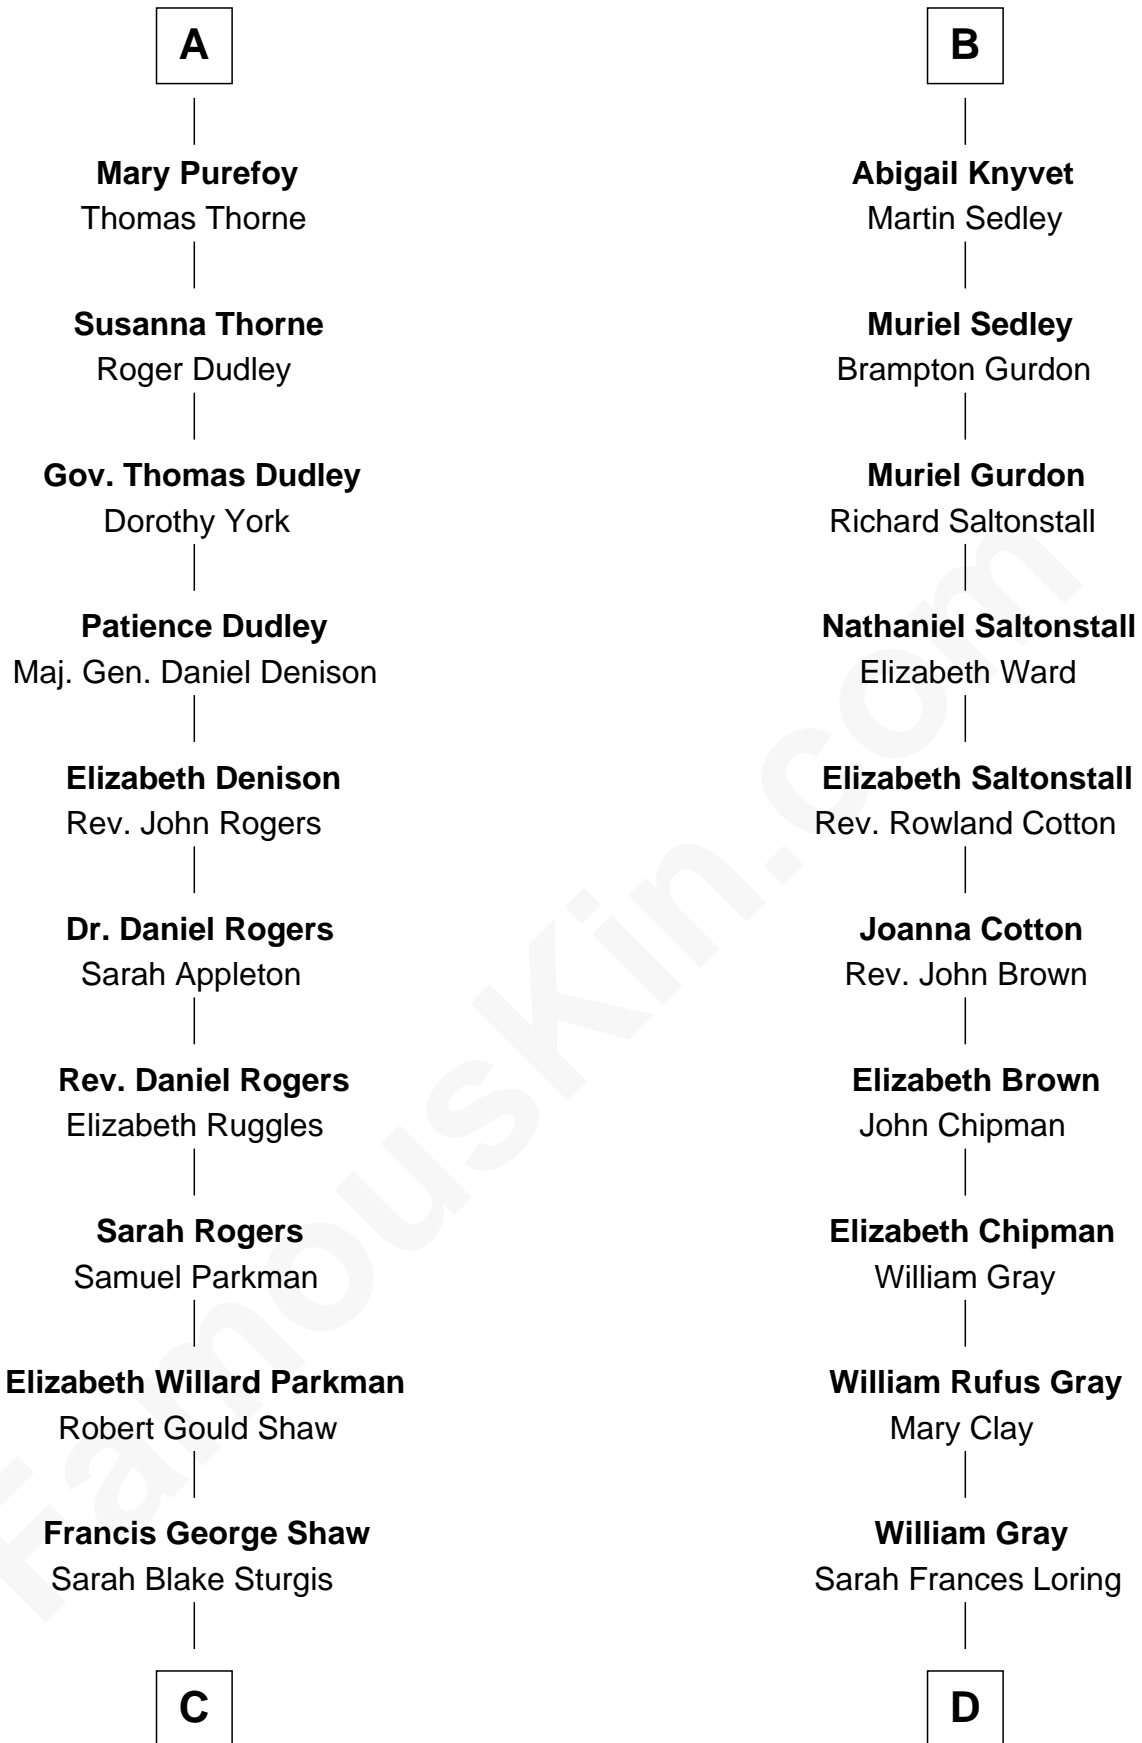 A
Mary Purefoy
Thomas Thorne
Susanna Thorne
Roger Dudley
Gov. Thomas Dudley
Dorothy York
Patience Dudley
Maj. Gen. Daniel Denison
Elizabeth Denison
Rev. John Rogers
Dr. Daniel Rogers
Sarah Appleton
Rev. Daniel Rogers
Elizabeth Ruggles
Sarah Rogers
Samuel Parkman
Elizabeth Willard Parkman
Robert Gould Shaw
Francis George Shaw
Sarah Blake Sturgis
C
B
Abigail Knyvet
Martin Sedley
Muriel Sedley
Brampton Gurdon
Muriel Gurdon
Richard Saltonstall
Nathaniel Saltonstall
Elizabeth Ward
Elizabeth Saltonstall
Rev. Rowland Cotton
Joanna Cotton
Rev. John Brown
Elizabeth Brown
John Chipman
Elizabeth Chipman
William Gray
William Rufus Gray
Mary Clay
William Gray
Sarah Frances Loring
D
FamousKin.com